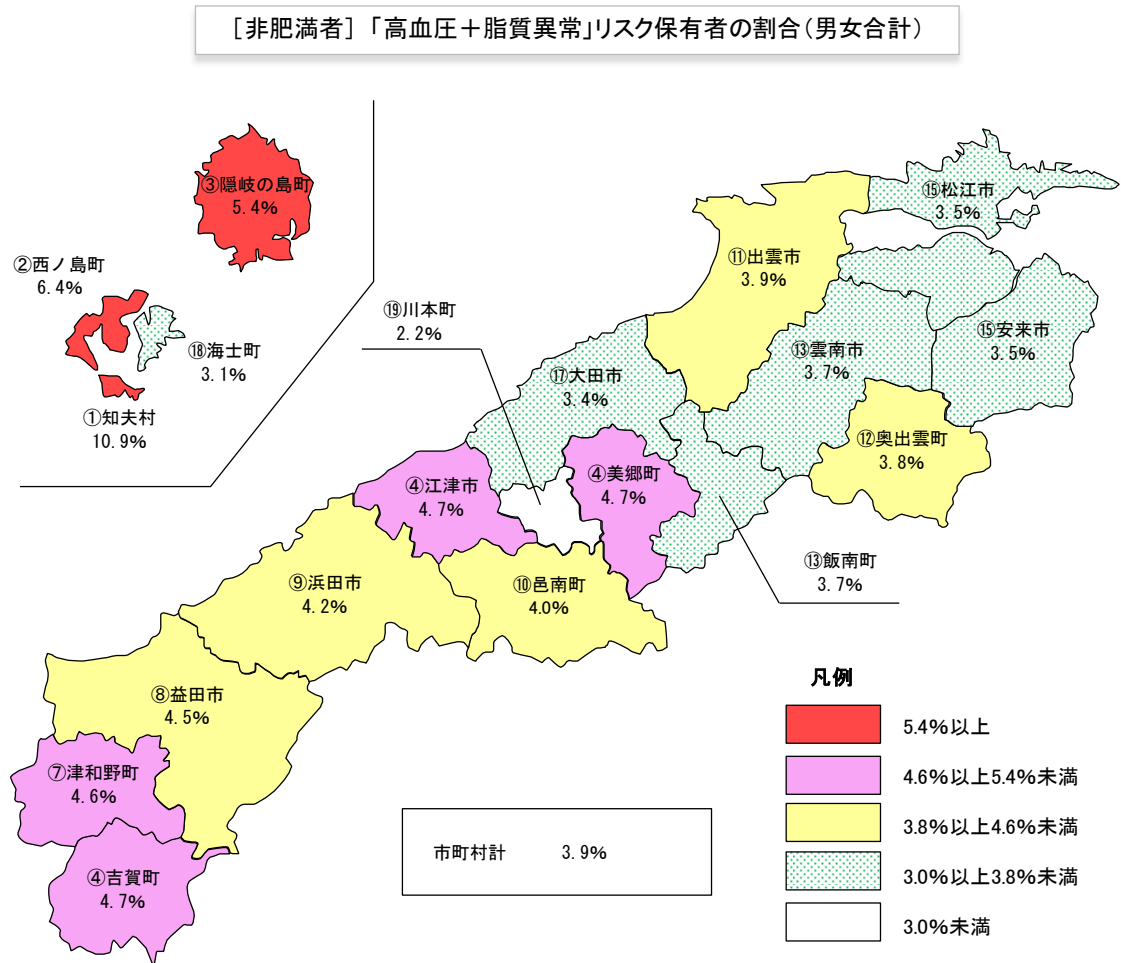 [非肥満者] 「高血圧＋脂質異常」リスク保有者の割合（男女合計）
③隠岐の島町
5.4%
②西ノ島町
6.4%
⑱海士町
3.1%
①知夫村
10.9%
⑮松江市
3.5%
⑪出雲市
3.9%
⑲川本町
2.2%
⑮安来市
3.5%
⑬雲南市
3.7%
⑰大田市
3.4%
⑫奥出雲町
3.8%
④江津市
4.7%
④美郷町
4.7%
⑬飯南町
3.7%
⑨浜田市
4.2%
⑩邑南町
4.0%
⑧益田市
4.5%
⑦津和野町
4.6%
④吉賀町
4.7%
市町村計 3.9%
凡例
5.4%以上
4.6%以上5.4%未満
3.8%以上4.6%未満
3.0%以上3.8%未満
3.0%未満